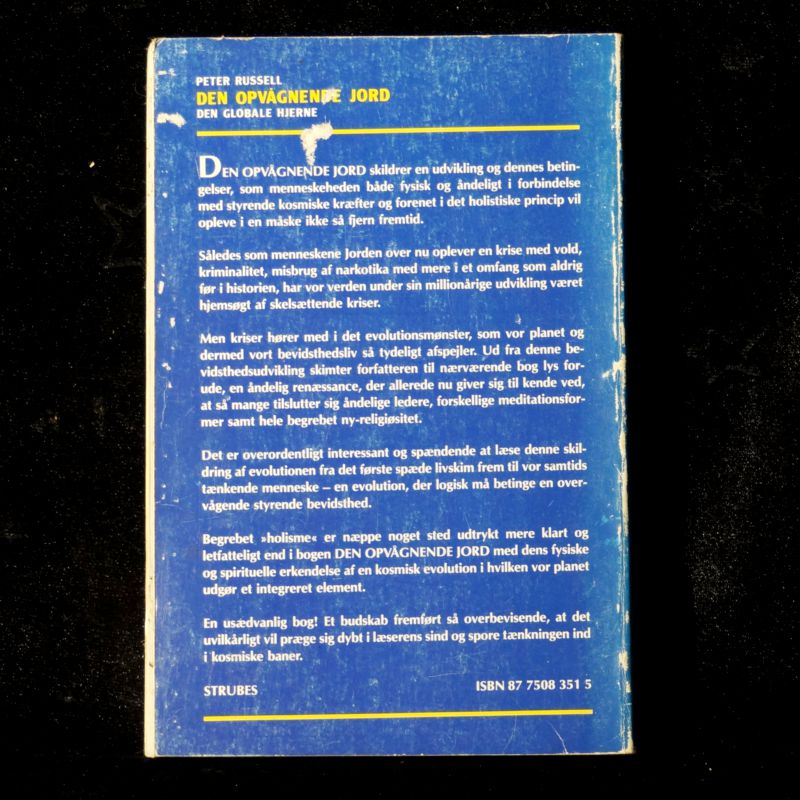 PETER RUSSELL
DEN OPVÅGNENDE JORD
DEN GLOBALE HJERNE
DEN OPVÅGNENDE JORD skildrer en udvikling og dennes betin-
gelser, som menneskeheden både fysisk og åndeligt i forbindelse
med styrende kosmiske kræfter og forenet i det holistiske princip vil
opleve i en måske ikke så fjern fremtid.
Således som menneskene Jorden over nu oplever en krise med vold,
kriminalitet, misbrug af narkotika med mere i et omfang som aldrig
før i historien, har vor verden under sin millionårige udvikling været
hjemsøgt af skelsættende kriser.
Men kriser hører med i det evolutionsmønster, som vor planet og
dermed vort bevidsthedsliv så tydeligt afspejler. Ud fra denne be-
vidsthedsudvikling skimter forfatteren til nærværende bog lys for-
ude, en åndelig renæssance, der allerede nu giver sig til kende ved,
at så mange tilslutter sig åndelige ledere, forskellige meditationsfor-
mer samt hele begrebet ny-religiøsitet.
Det er overordentligt interessant og spændende at læse denne skil-
dring af evolutionen fra det første spæde livskim frem til vor samtids
tænkende menneske – en evolution, der logisk må betinge en over-
vågende styrende bevidsthed.
Begrebet »holisme« er næppe noget sted udtrykt mere klart og
letfatteligt end i bogen DEN OPVÅGNENDE JORD med dens fysiske
og spirituelle erkendelse af en kosmisk evolution i hvilken vor planet
udgør et integreret element.
En usædvanlig bog! Et budskab fremført så overbevisende, at det
uvilkårligt vil præge sig dybt i læserens sind og spore tænkningen ind
i kosmiske baner.
STRUBES
ISBN 87 7508 351 5